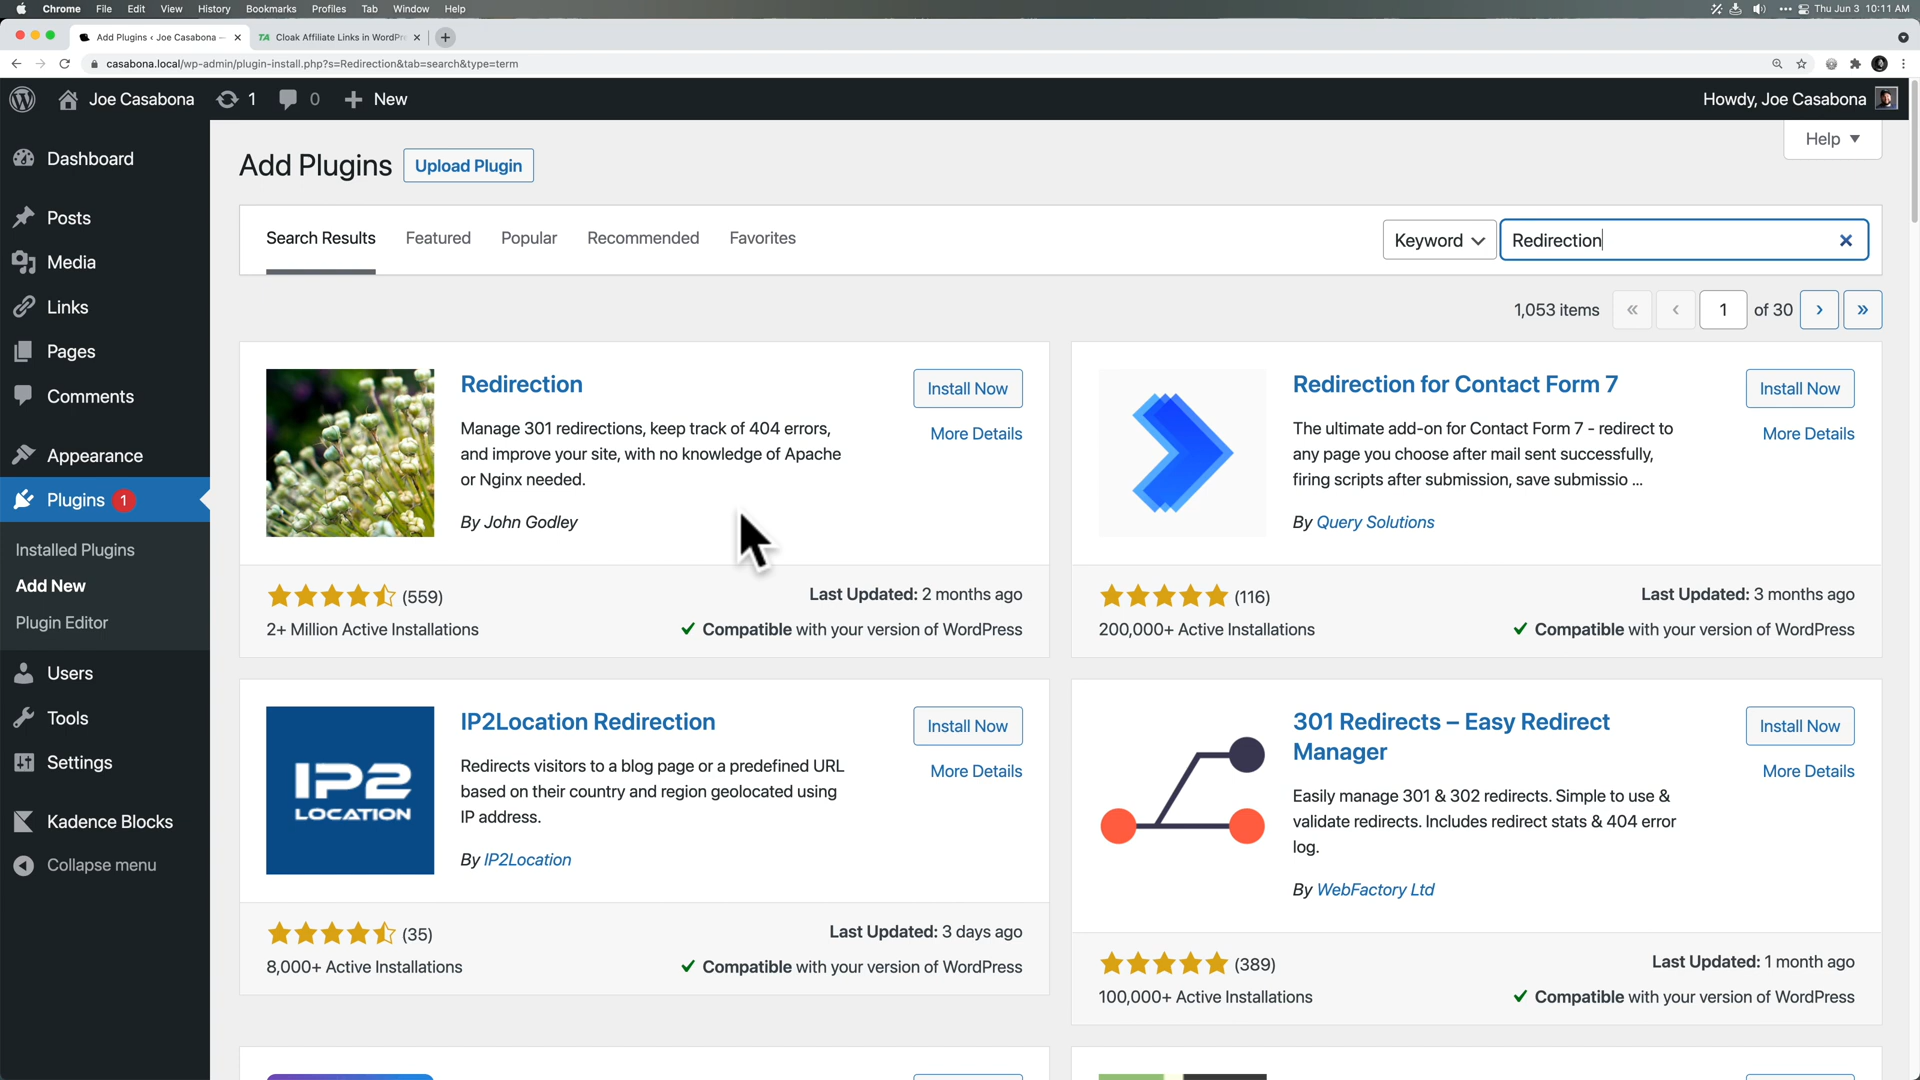 Chrome File Edit View History Bookmarks Profiles Tab Window Help Thu Jun 3 10:11 AM
Add Plugins ‹ Joe Casabona —
Cloak Affiliate Links in WordPr
casabona.local/wp-admin/plugin-install.php?s=Redirection&tab=search&type=term
Joe Casabona 1 0 New Howdy, Joe Casabona
Dashboard
Posts
Media
Links
Pages
Comments
Appearance
Plugins 1
Installed Plugins
Add New
Plugin Editor
Users
Tools
Settings
Kadence Blocks
Collapse menu
Help
Add Plugins Upload Plugin
Search Results Featured Popular Recommended Favorites Keyword Redirection
1,053 items « ‹ 1 of 30 › »
Redirection
Install Now
More Details
Manage 301 redirections, keep track of 404 errors,
and improve your site, with no knowledge of Apache
or Nginx needed.
By John Godley
(559)
Last Updated: 2 months ago
2+ Million Active Installations
Compatible with your version of WordPress
Redirection for Contact Form 7
Install Now
More Details
The ultimate add-on for Contact Form 7 - redirect to
any page you choose after mail sent successfully,
firing scripts after submission, save submissio ...
By Query Solutions
(116)
Last Updated: 3 months ago
200,000+ Active Installations
Compatible with your version of WordPress
IP2
LOCATION
IP2Location Redirection
Install Now
More Details
Redirects visitors to a blog page or a predefined URL
based on their country and region geolocated using
IP address.
By IP2Location
(35)
Last Updated: 3 days ago
8,000+ Active Installations
Compatible with your version of WordPress
301 Redirects – Easy Redirect
Manager
Install Now
More Details
Easily manage 301 & 302 redirects. Simple to use &
validate redirects. Includes redirect stats & 404 error
log.
By WebFactory Ltd
(389)
Last Updated: 1 month ago
100,000+ Active Installations
Compatible with your version of WordPress